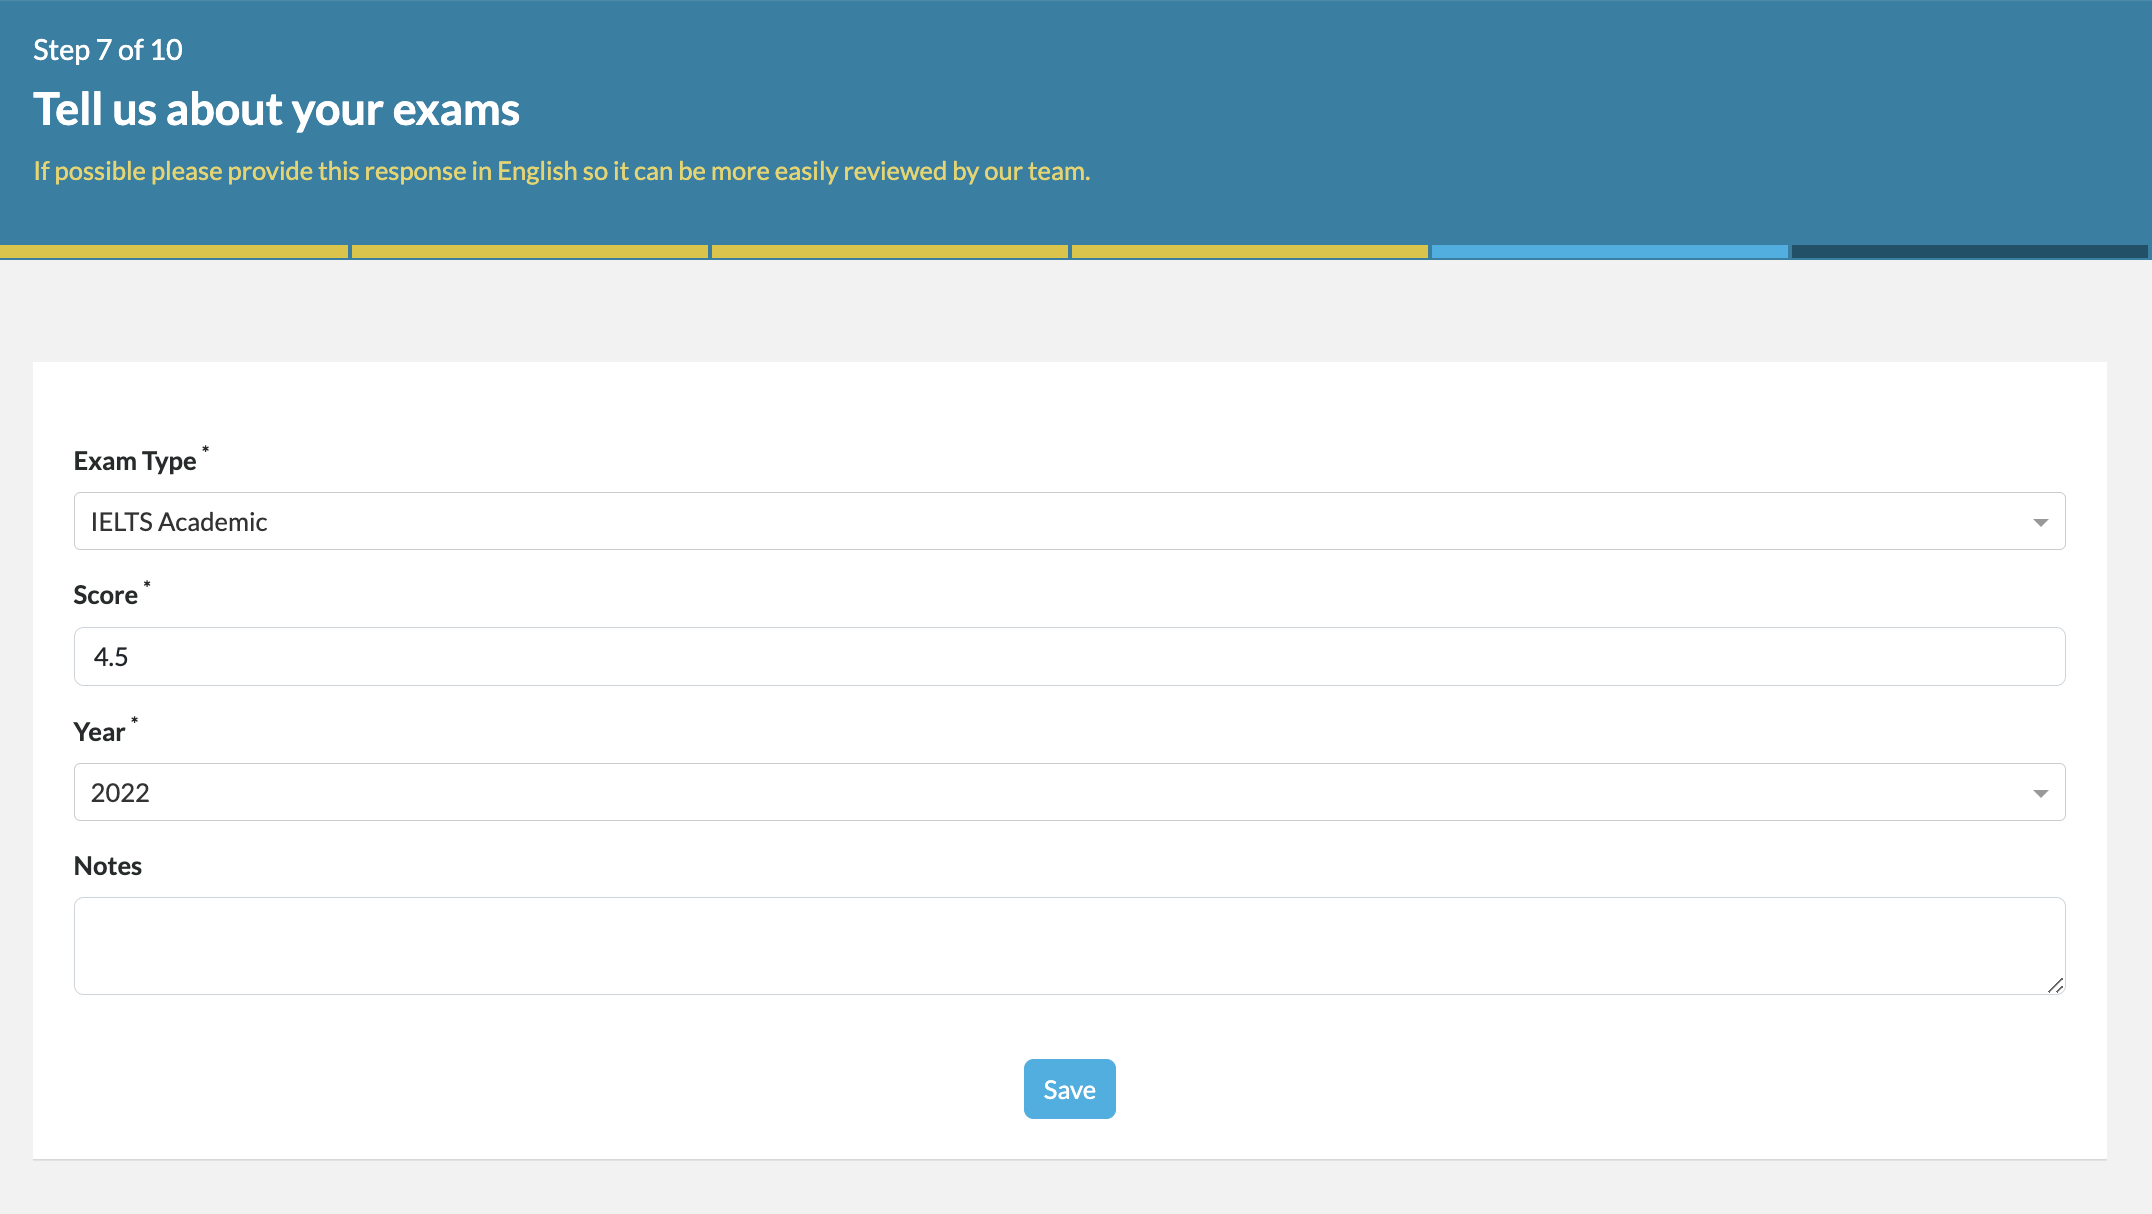 Step 7 of 10
Tell us about your exams
If possible please provide this response in English so it can be more easily reviewed by our team.
Exam Type *
IELTS Academic
Score *
4.5
Year *
2022
Notes
Save